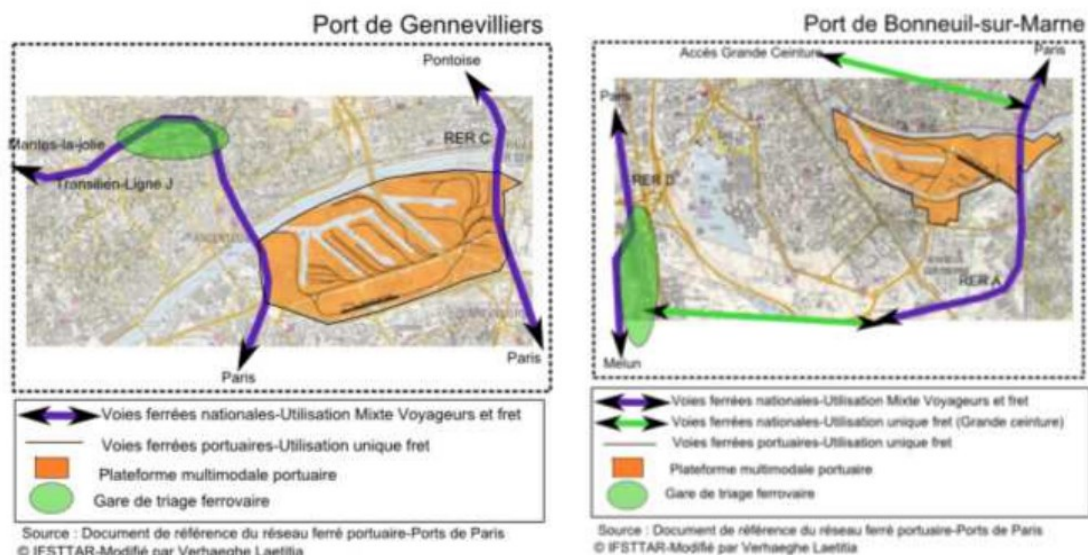 Port de Gennevilliers
Pontoise
RER C
Mantes-la-jolie
Transilien-Ligne J
Paris
Paris
Voies ferrées nationales-Utilisation Mixte Voyageurs et fret
Voies ferrées portuaires-Utilisation unique fret
Plateforme multimodale portuaire
Gare de triage ferrovaire
Source : Document de référence du réseau ferré portuaire-Ports de Paris
© IFSTTAR-Modifié par Verhaeghe Laetitia
Port de Bonneuil-sur-Marne
Accès Grande Ceinture
Paris
Paris
RER D
RER A
Melun
Voies ferrées nationales-Utilisation Mixte Voyageurs et fret
Voies ferrées nationales-Utilisation unique fret (Grande ceinture)
Voies ferrées portuaires-Utilisation unique fret
Plateforme multimodale portuaire
Gare de triage ferrovaire
Source : Document de référence du réseau ferré portuaire-Ports de Paris
© IFSTTAR-Modifié par Verhaeghe Laetitia